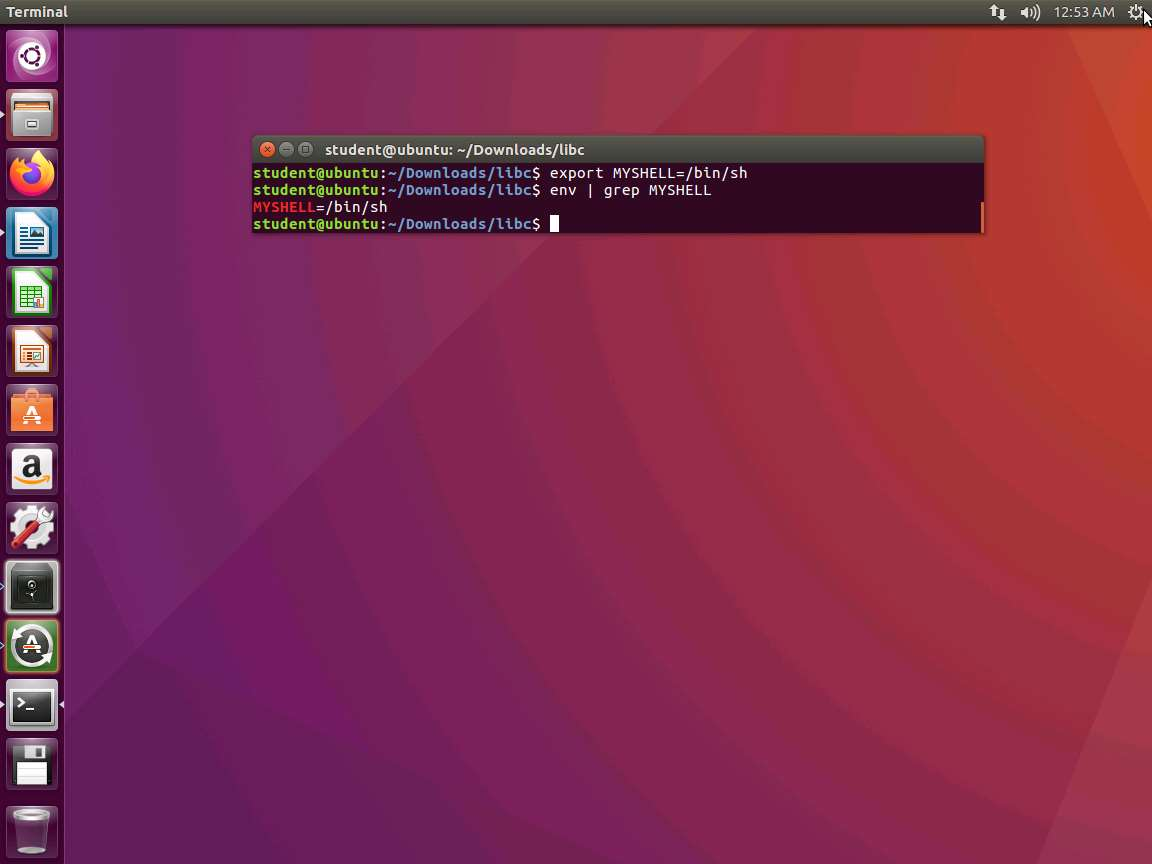 Terminal
12:53 AM
student@ubuntu: ~/Downloads/libc
student@ubuntu:~/Downloads/libc$ export MYSHELL=/bin/sh
student@ubuntu:~/Downloads/libc$ env | grep MYSHELL
MYSHELL=/bin/sh
student@ubuntu:~/Downloads/libc$